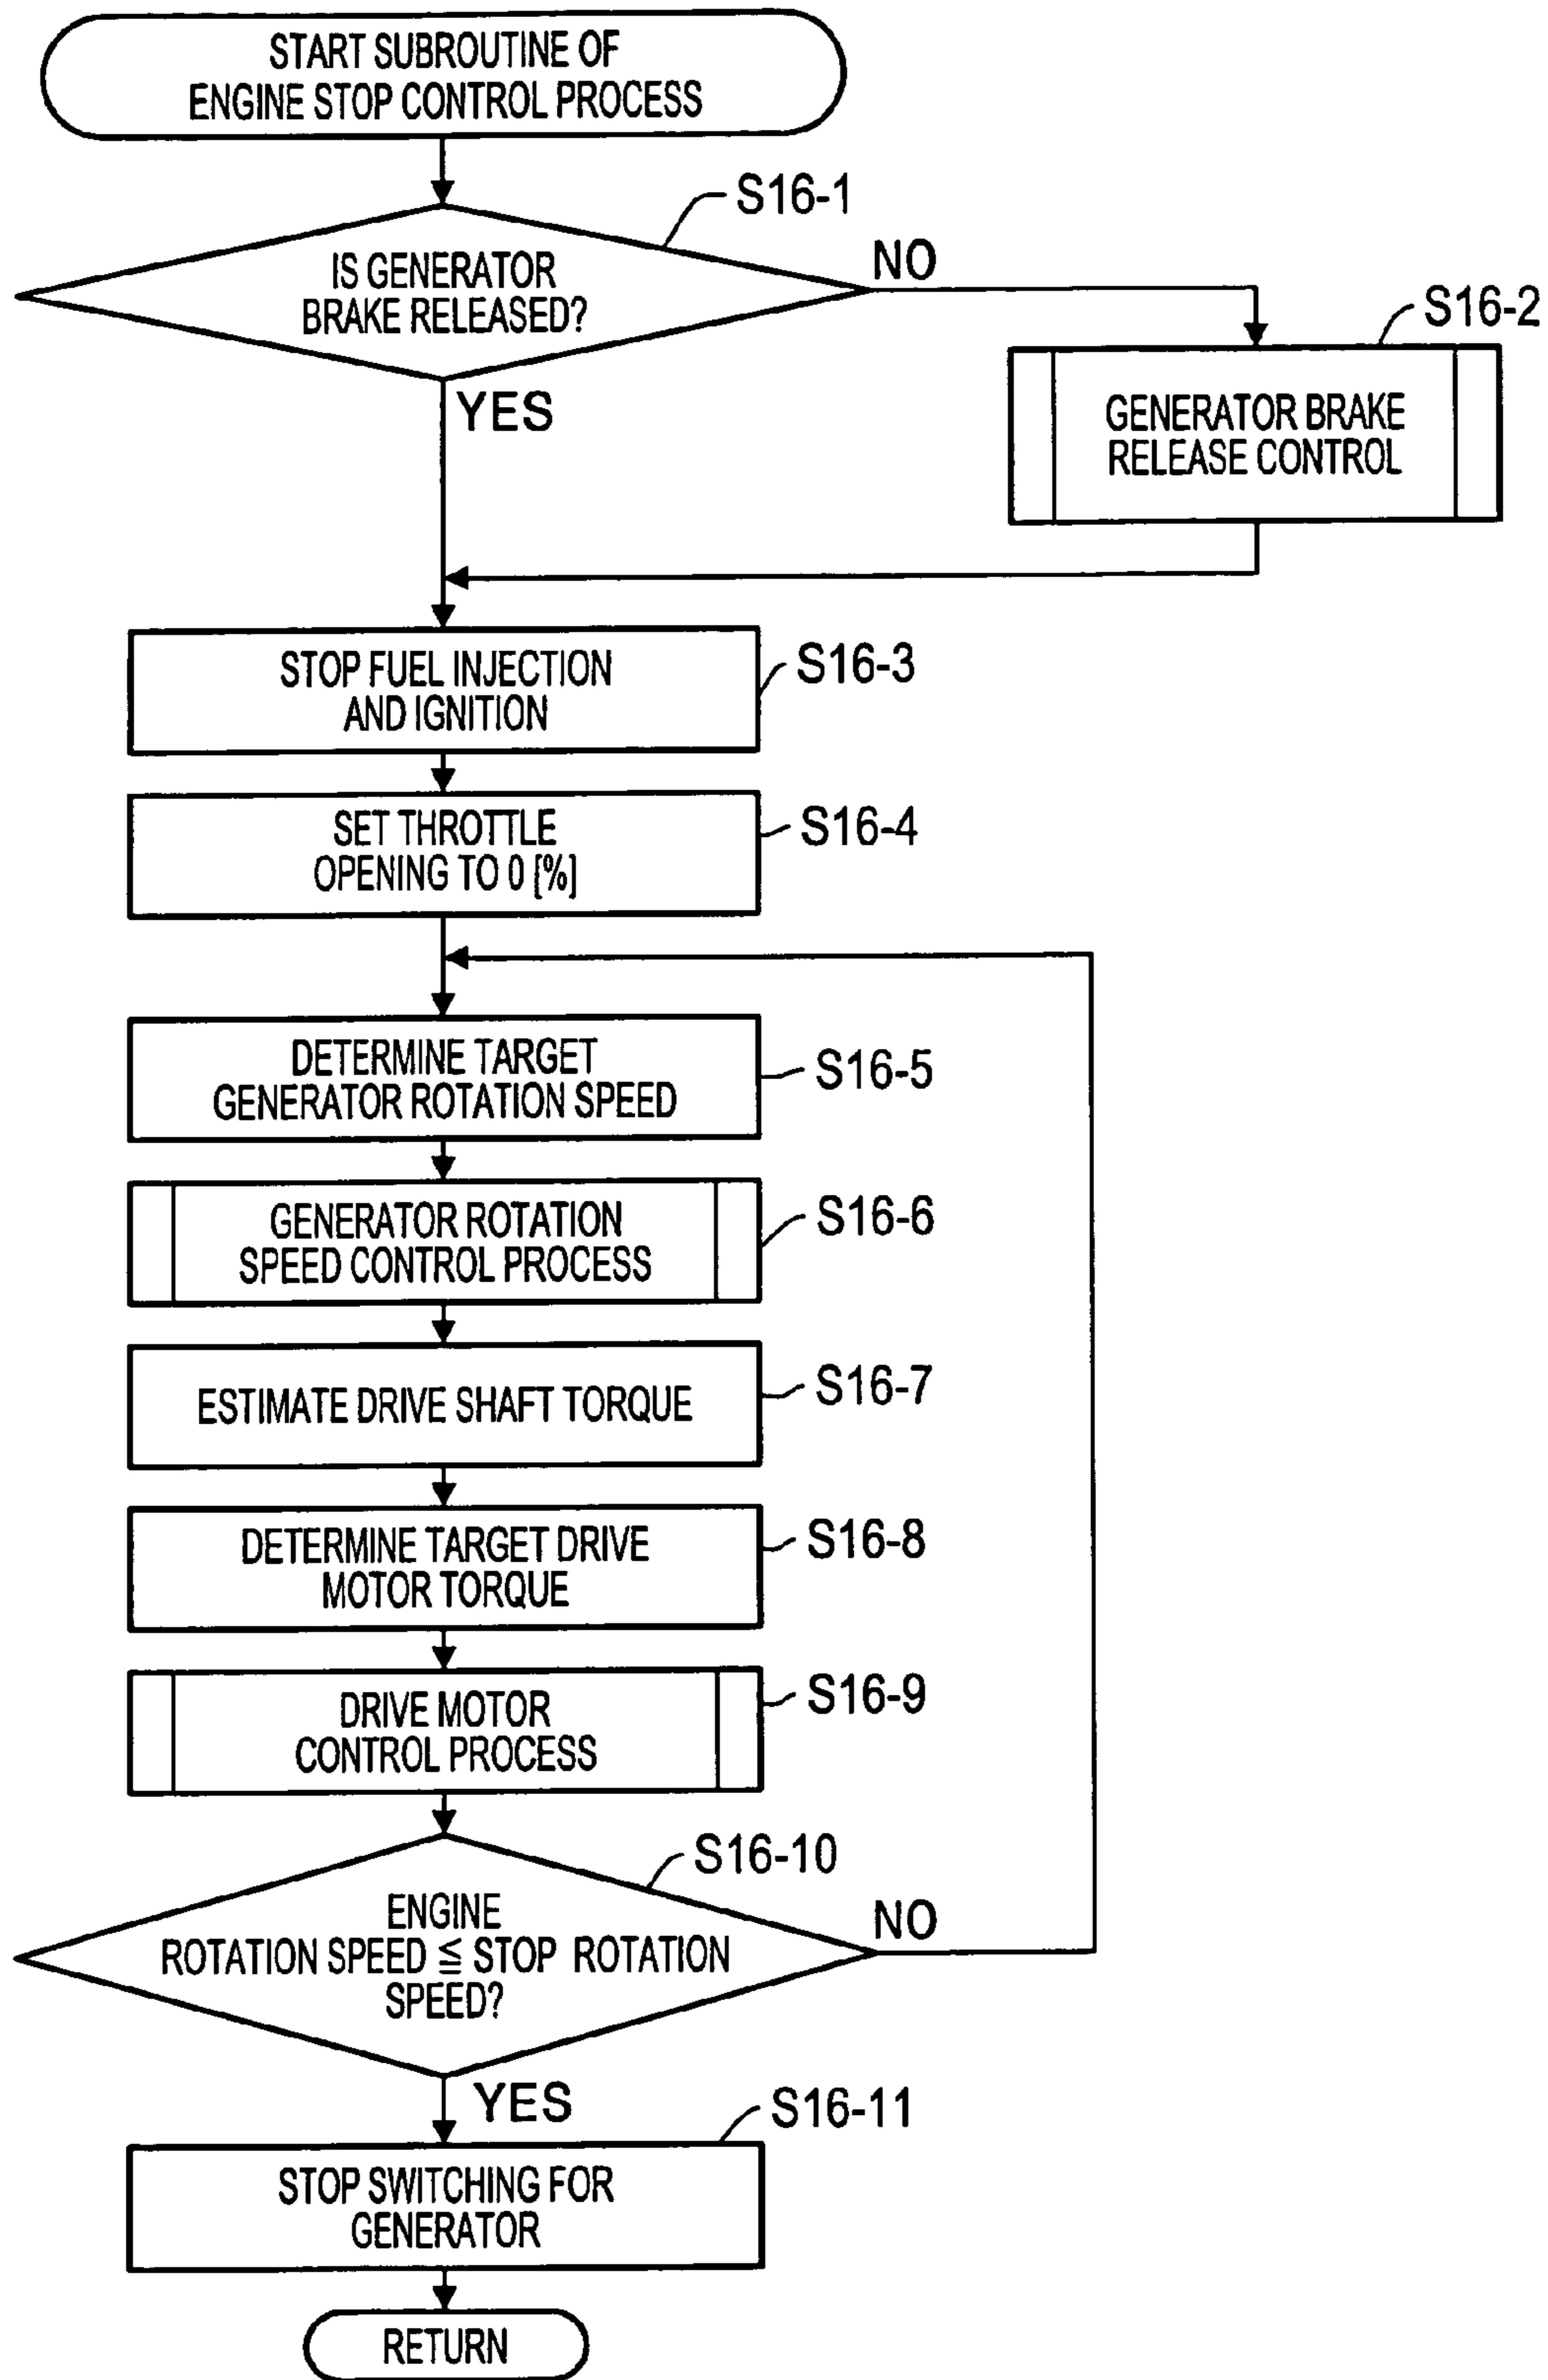 START SUBROUTINE OF
ENGINE STOP CONTROL PROCESS
S16-1
IS GENERATOR
BRAKE RELEASED?
NO
YES
S16-2
GENERATOR BRAKE
RELEASE CONTROL
STOP FUEL INJECTION
AND IGNITION
S16-3
SET THROTTLE
OPENING TO 0 [%]
S16-4
DETERMINE TARGET
GENERATOR ROTATION SPEED
S16-5
GENERATOR ROTATION
SPEED CONTROL PROCESS
S16-6
ESTIMATE DRIVE SHAFT TORQUE
S16-7
DETERMINE TARGET DRIVE
MOTOR TORQUE
S16-8
DRIVE MOTOR
CONTROL PROCESS
S16-9
S16-10
ENGINE
ROTATION SPEED ≦ STOP ROTATION
SPEED?
NO
YES
S16-11
STOP SWITCHING FOR
GENERATOR
RETURN